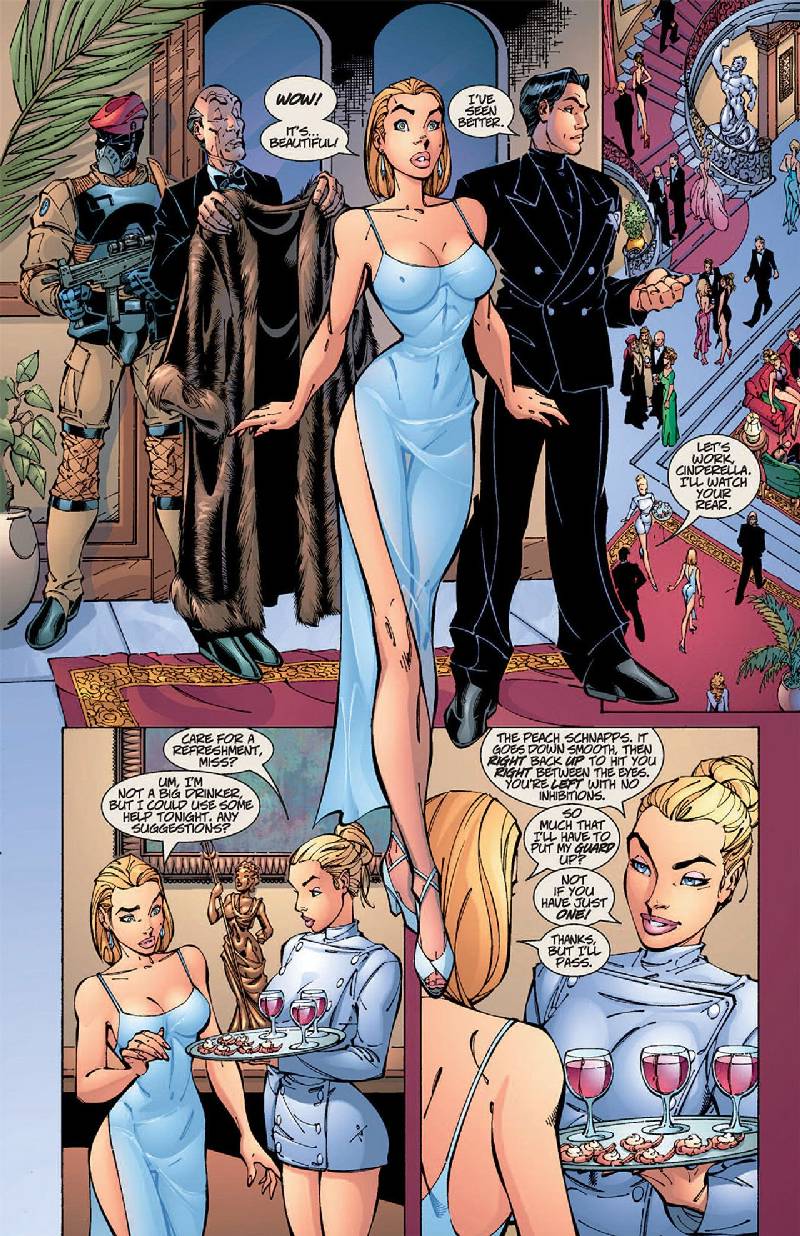 WOW!
IT'S...
BEAUTIFUL!
I'VE
SEEN
BETTER.
LET'S
WORK,
CINDERELLA.
I'LL WATCH
YOUR
REAR.
CARE FOR A
REFRESHMENT,
MISS?
UM, I'M
NOT A BIG DRINKER,
BUT I COULD USE SOME
HELP TONIGHT. ANY
SUGGESTIONS?
THE PEACH SCHNAPPS. IT
GOES DOWN SMOOTH, THEN
RIGHT BACK UP TO HIT YOU
RIGHT BETWEEN THE EYES.
YOU'RE LEFT WITH NO
INHIBITIONS.
SO
MUCH THAT
I'LL HAVE TO
PUT MY GUARD
UP?
NOT
IF YOU
HAVE JUST
ONE!
THANKS,
BUT I'LL
PASS.